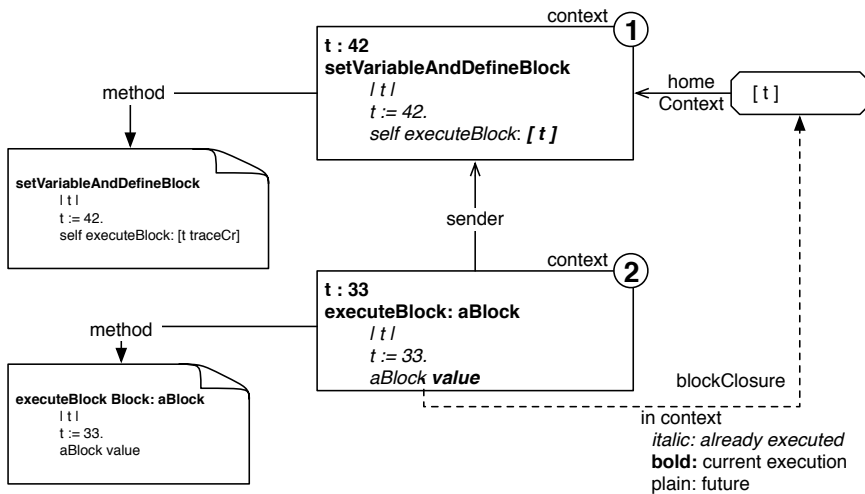 context
1
t : 42
setVariableAndDefineBlock
| t |
t := 42.
self executeBlock: [ t ]
home
Context
[ t ]
method
setVariableAndDefineBlock
| t |
t := 42.
self executeBlock: [t traceCr]
sender
context
2
t : 33
executeBlock: aBlock
| t |
t := 33.
aBlock value
method
executeBlock Block: aBlock
| t |
t := 33.
aBlock value
blockClosure
in context
italic: already executed
bold: current execution
plain: future